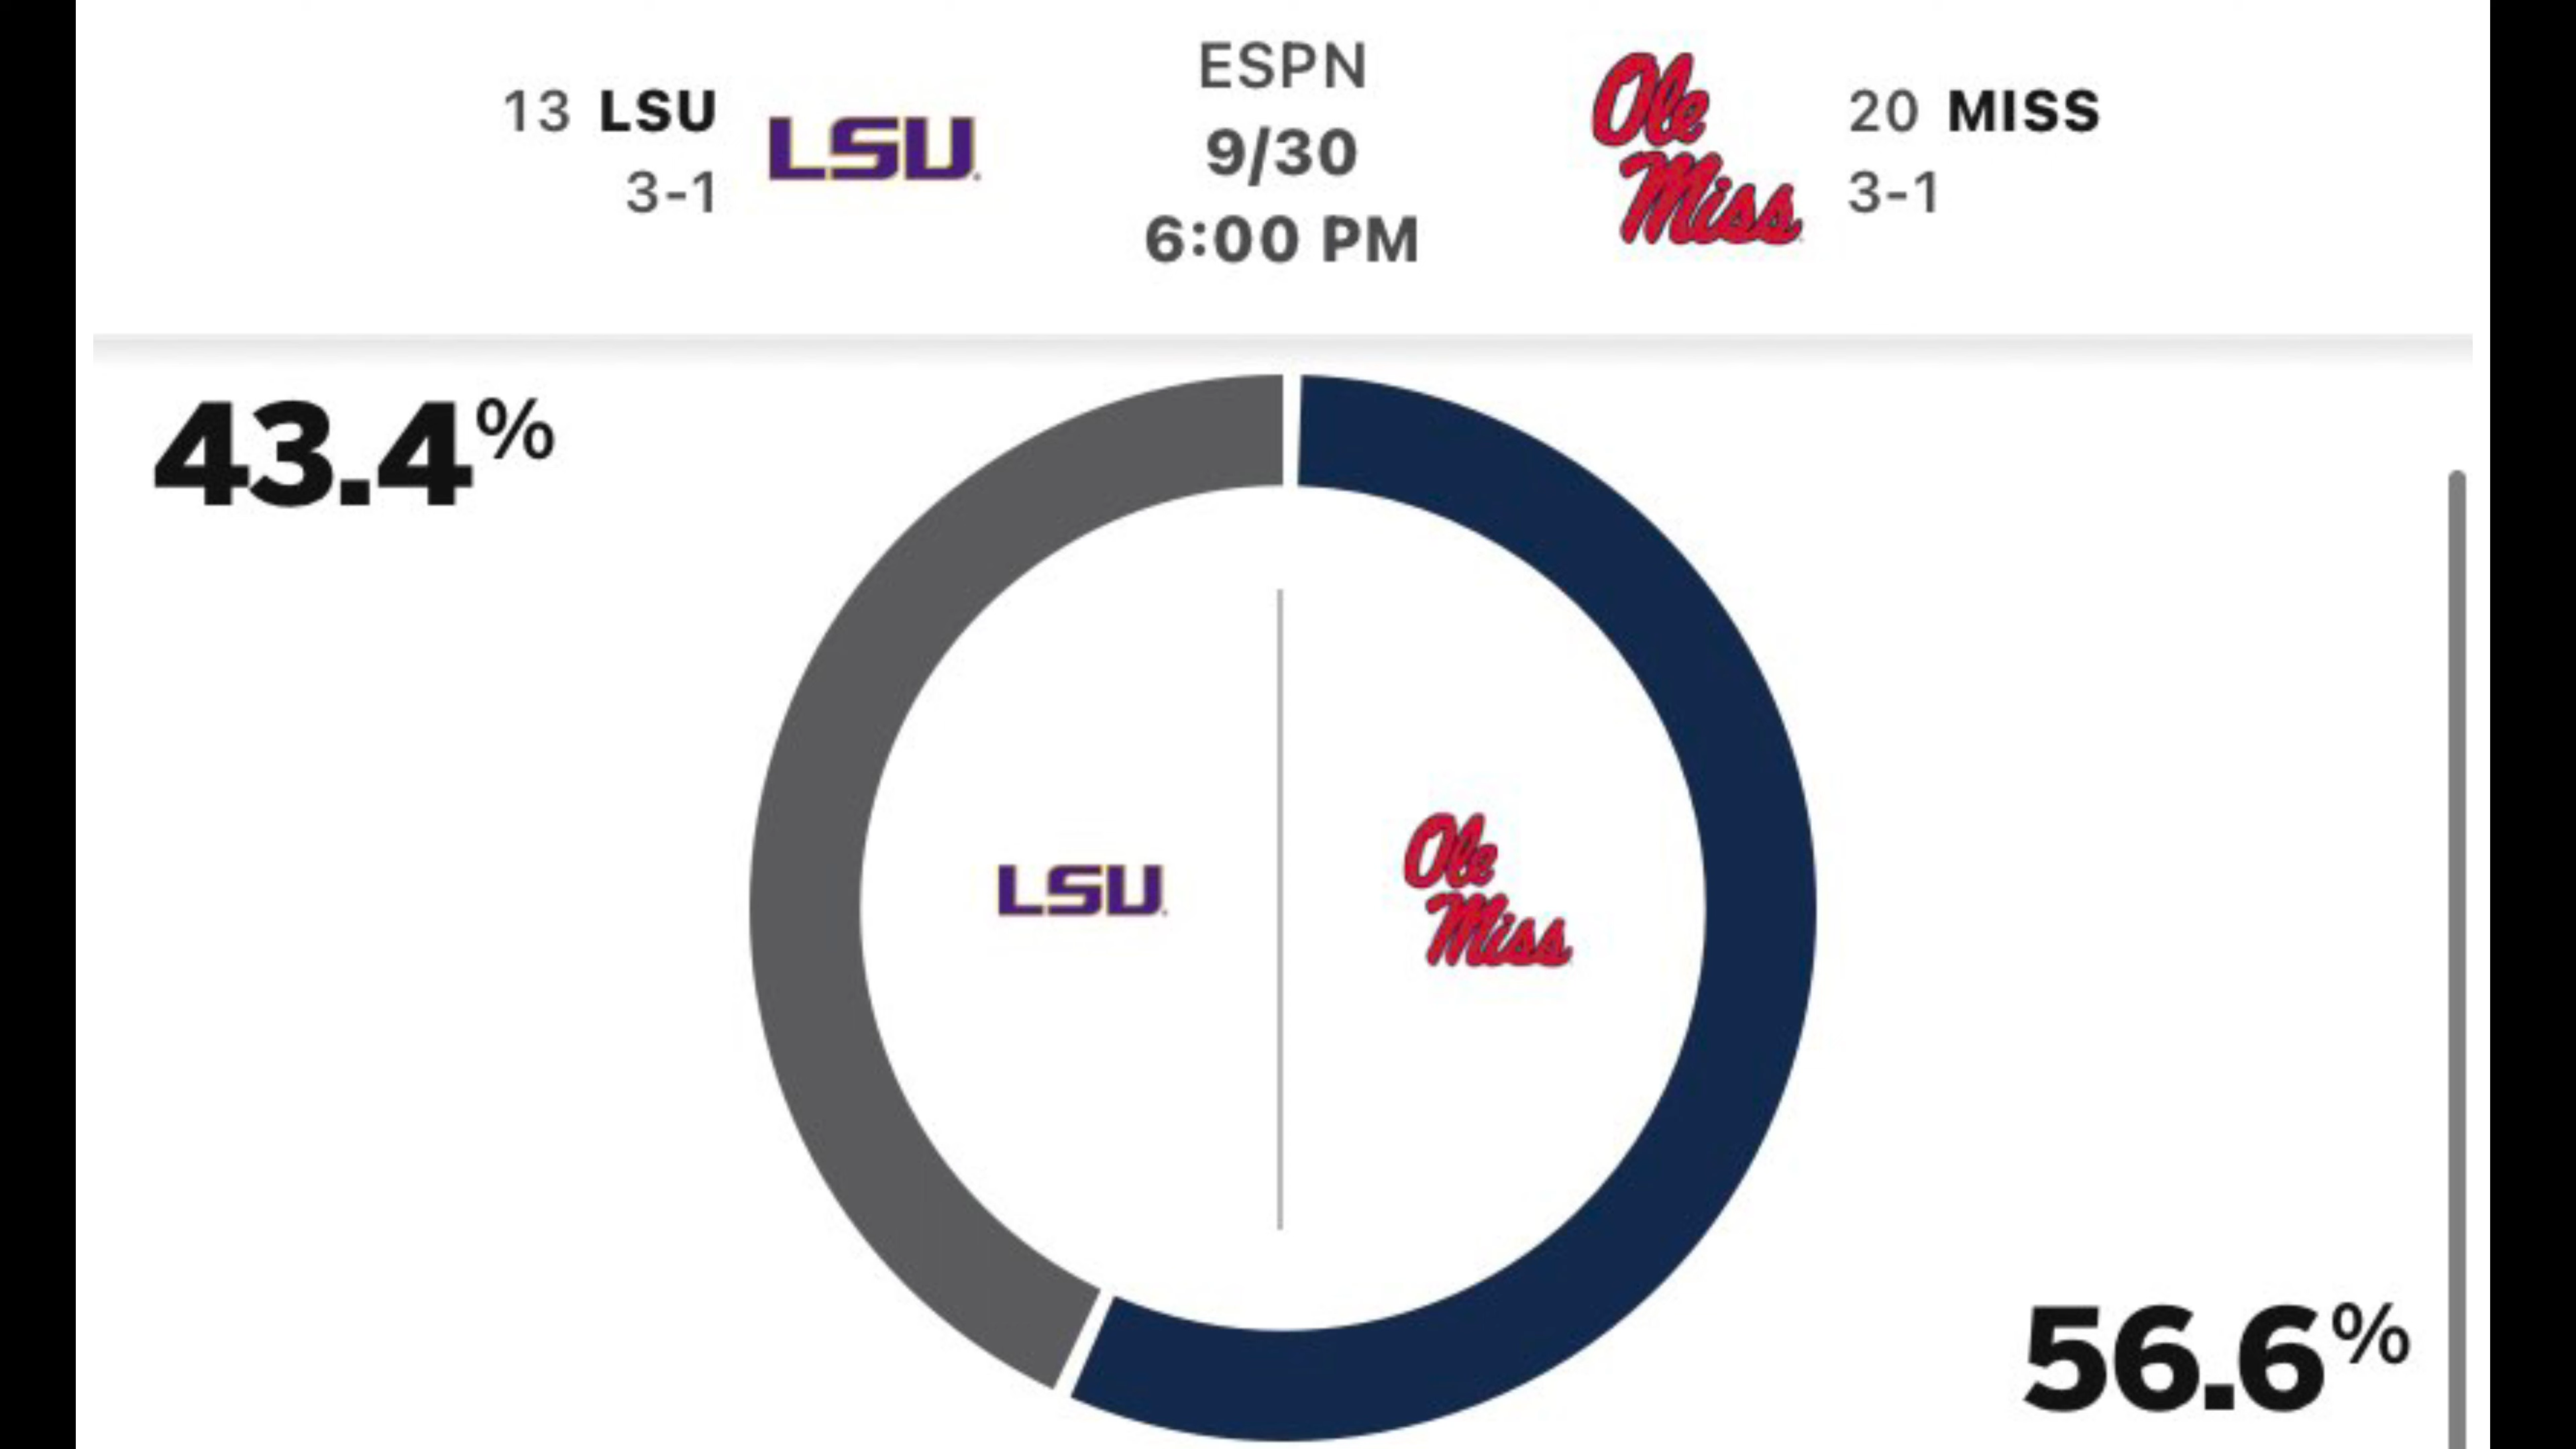 13 LSU
3-1
LSU
ESPN
9/30
6:00 PM
Ole
Miss
20 MISS
3-1
43.4%
LSU
Ole
Miss
56.6%